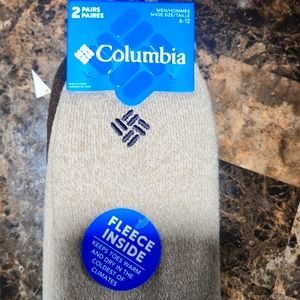 2 PAIRS
PAIRES
MEN/HOMMES
SHOE SIZE/TAILLE
6-12
Columbia
FLEECE
INSIDE
KEEPS TOES WARM
AND DRY IN THE
COLDEST OF
CLIMATES